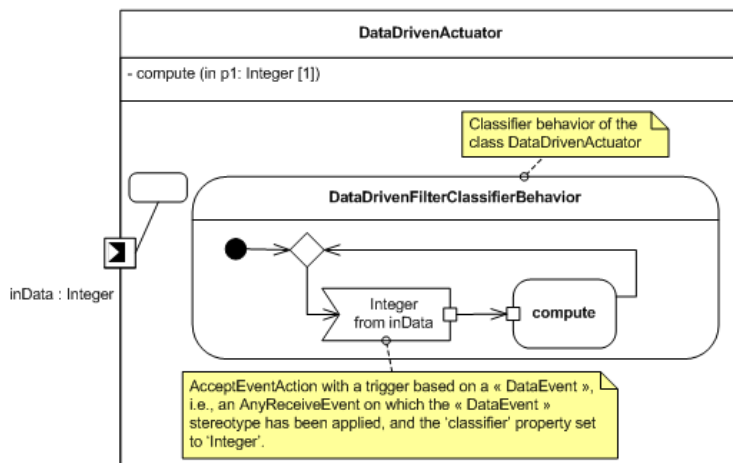 DataDrivenActuator
- compute (in p1: Integer [1])
Classifier behavior of the
class DataDrivenActuator
DataDrivenFilterClassifierBehavior
inData : Integer
Integer
from inData
compute
AcceptEventAction with a trigger based on a « DataEvent »,
i.e., an AnyReceiveEvent on which the « DataEvent »
stereotype has been applied, and the ‘classifier’ property set
to ‘Integer’.